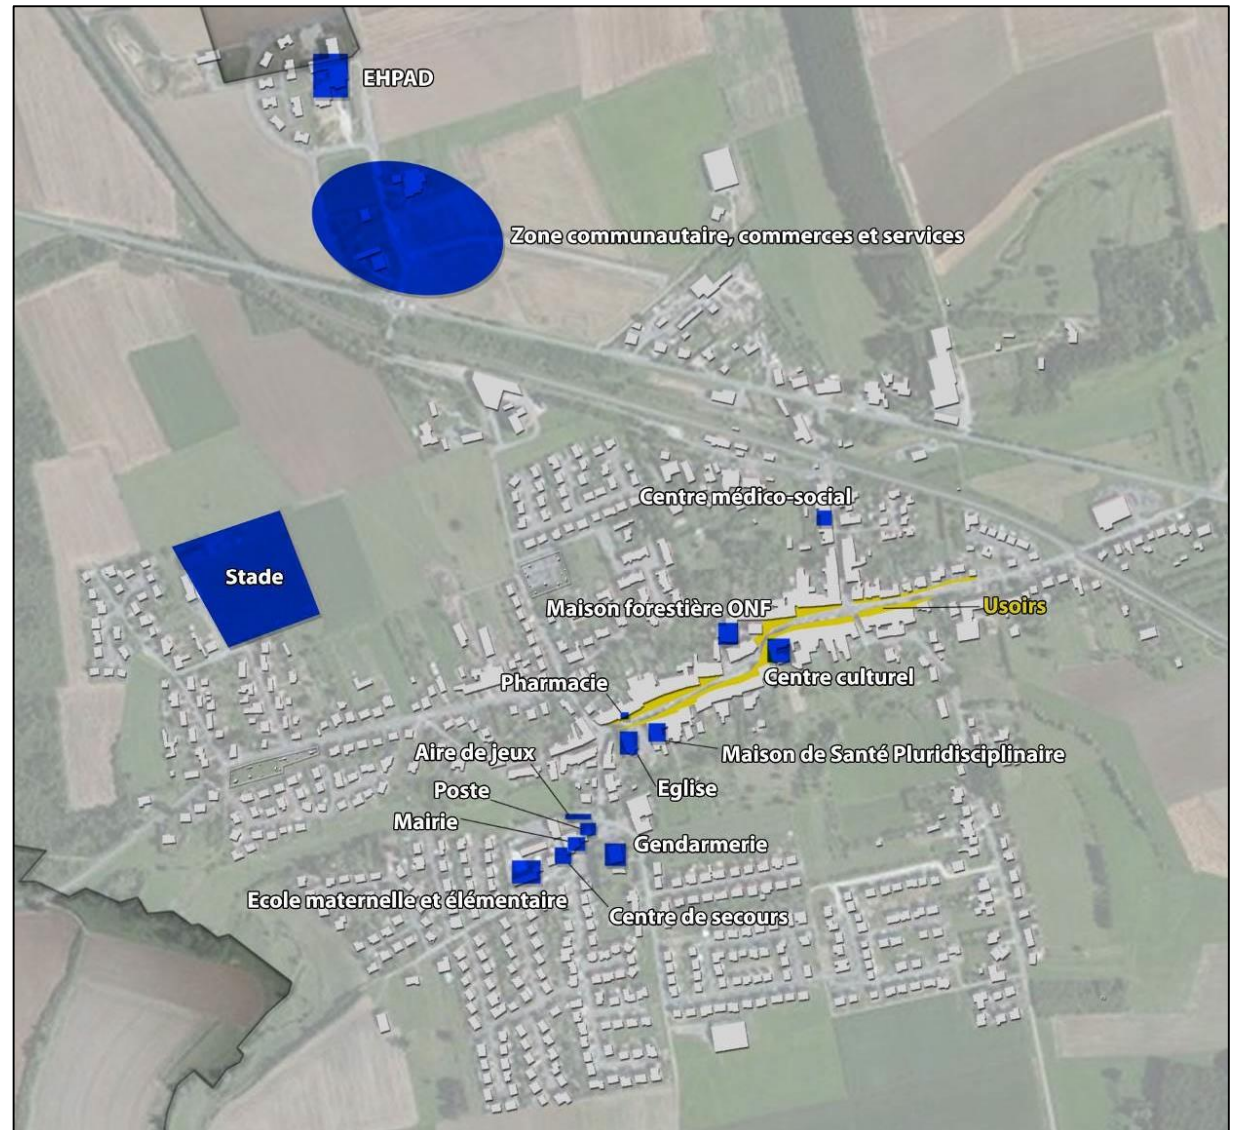 EHPAD
Zone communautaire, commerces et services
Centre médico-social
Stade
Maison forestière ONF
Usoirs
Centre culturel
Pharmacie
Maison de Santé Pluridisciplinaire
Aire de jeux
Eglise
Poste
Mairie
Gendarmerie
Ecole maternelle et élémentaire
Centre de secours